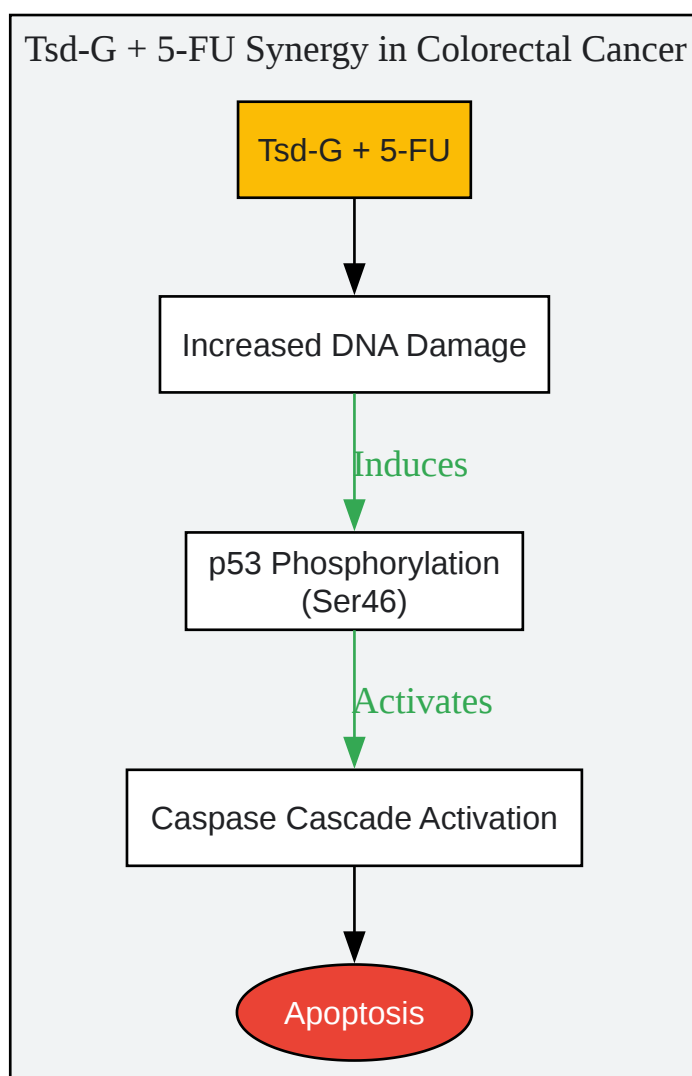 Tsd-G + 5-FU Synergy in Colorectal Cancer
Tsd-G + 5-FU
Increased DNA Damage
Induces
p53 Phosphorylation
(Ser46)
Activates
Caspase Cascade Activation
Apoptosis